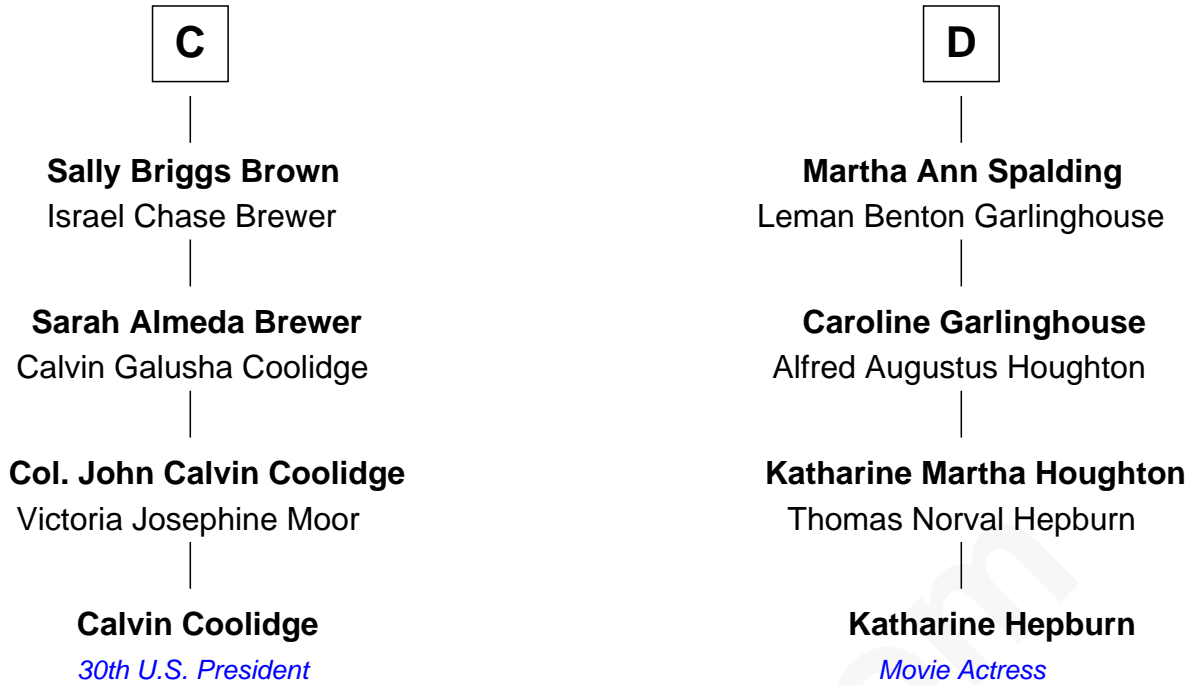 C
Sally Briggs Brown
Israel Chase Brewer
Sarah Almeda Brewer
Calvin Galusha Coolidge
Col. John Calvin Coolidge
Victoria Josephine Moor
Calvin Coolidge
30th U.S. President
D
Martha Ann Spalding
Leman Benton Garlinghouse
Caroline Garlinghouse
Alfred Augustus Houghton
Katharine Martha Houghton
Thomas Norval Hepburn
Katharine Hepburn
Movie Actress